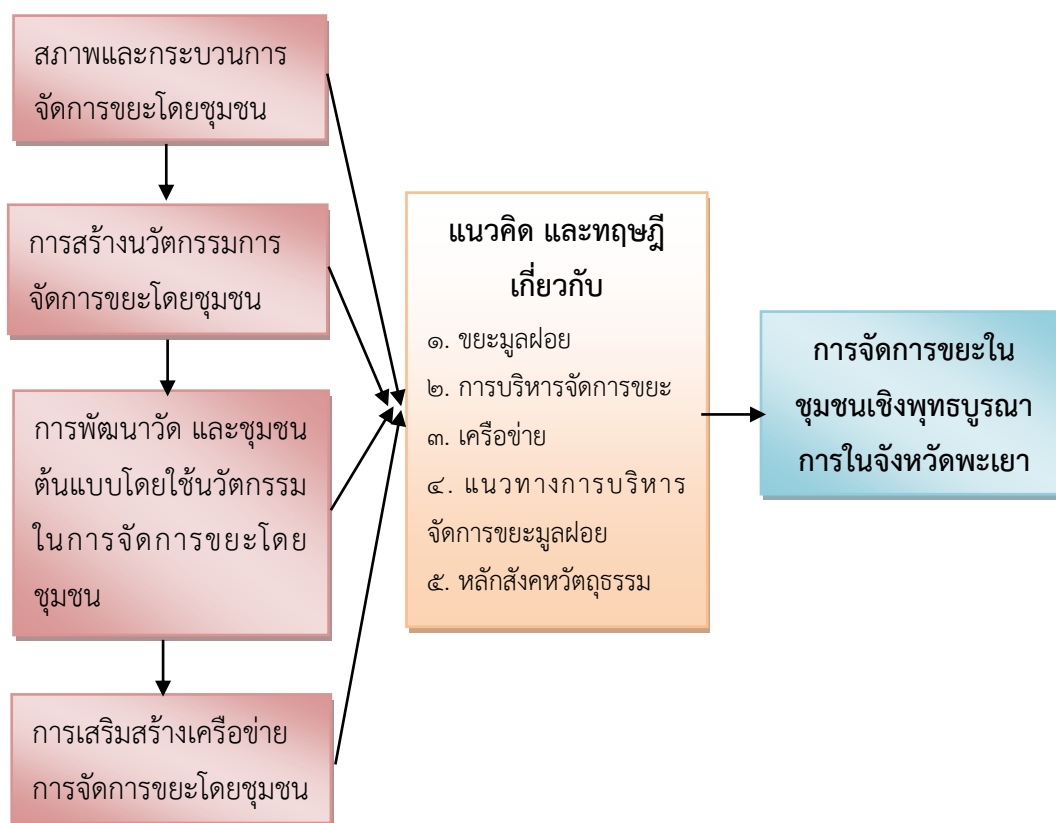 สภาพและกระบวนการ
จัดการขยะโดยชุมชน
การสร้างนวัตกรรมการ
จัดการขยะโดยชุมชน
การพัฒนาวัด และชุมชน
ต้นแบบโดยใช้นวัตกรรม
ในการจัดการขยะโดย
ชุมชน
การเสริมสร้างเครือข่าย
การจัดการขยะโดยชุมชน
แนวคิด และทฤษฎี
เกี่ยวกับ
๑. ขยะมูลฝอย
๒. การบริหารจัดการขยะ
๓. เครือข่าย
๔. แนวทางการบริหาร
จัดการขยะมูลฝอย
๕. หลักสังคหวัตถุธรรม
การจัดการขยะใน
ชุมชนเชิงพุทธบูรณา
การในจังหวัดพะเยา